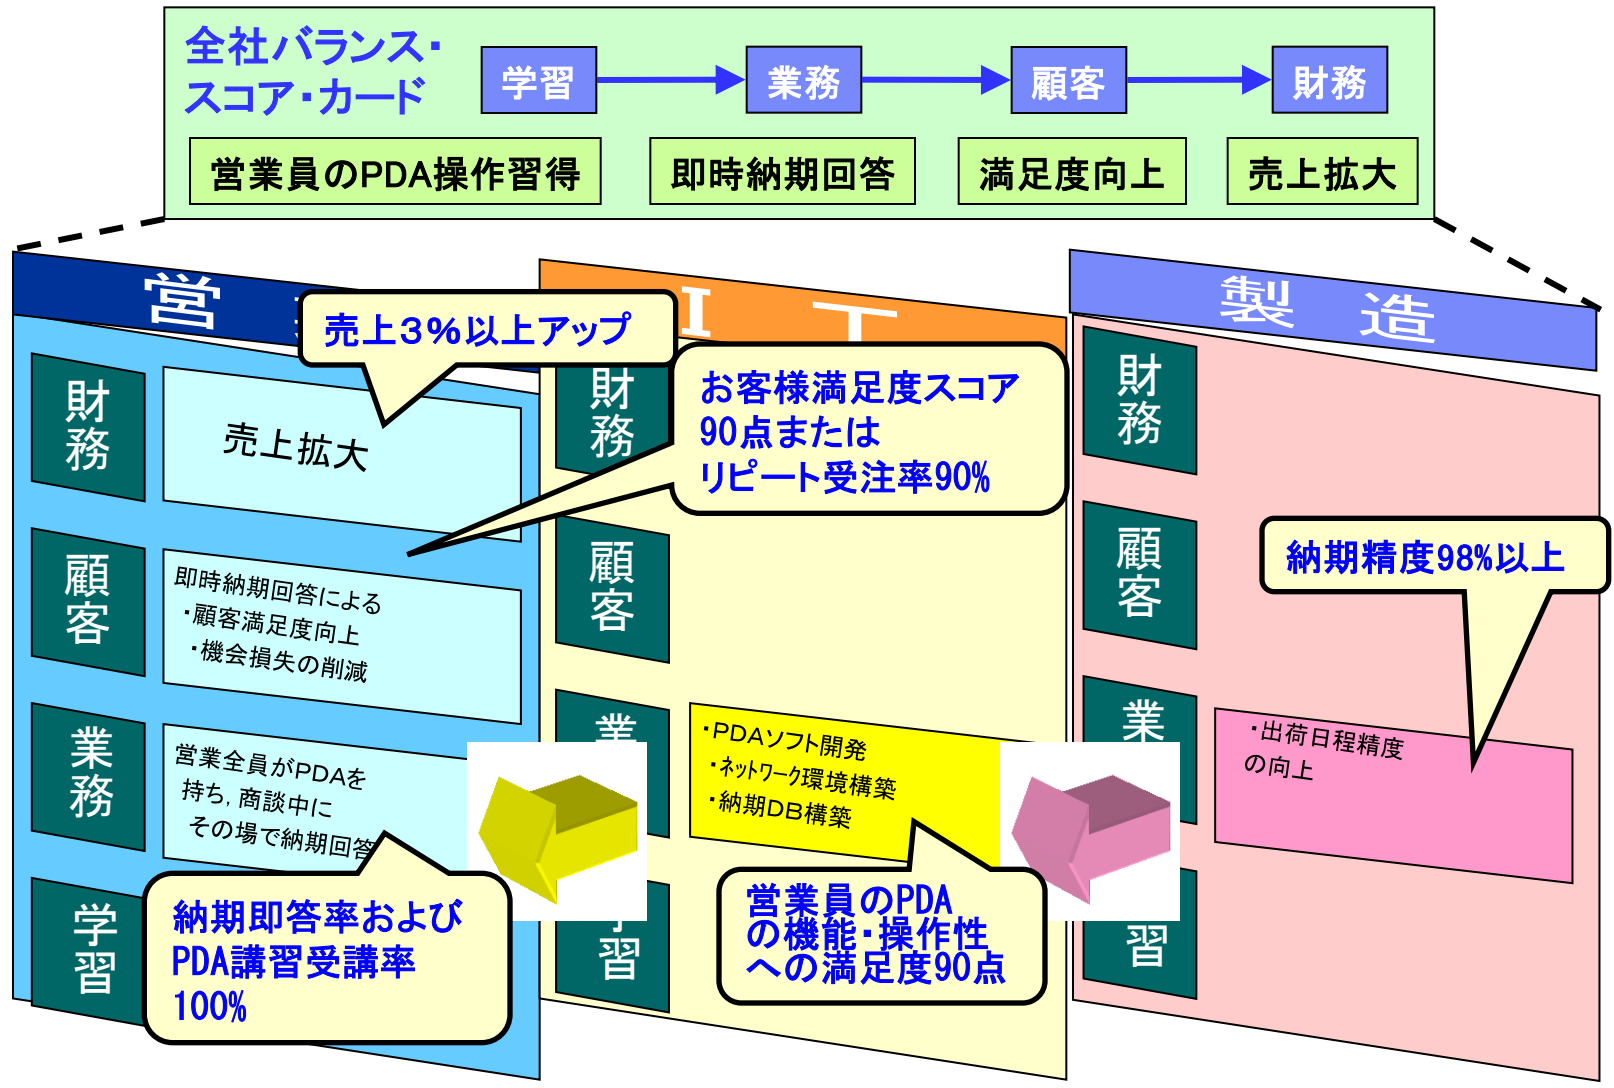 全社バランス・
スコア・カード
学習
業務
顧客
財務
営業員のPDA操作習得
即時納期回答
満足度向上
売上拡大
営
売上3%以上アップ
財務
売上拡大
顧客
即時納期回答による
・顧客満足度向上
・機会損失の削減
業務
営業全員がPDAを
持ち,商談中に
その場で納期回答
学習
納期即答率および
PDA講習受講率
100%
IT
財務
お客様満足度スコア
90点または
リピート受注率90%
顧客
業
・PDAソフト開発
・ネットワーク環境構築
・納期DB構築
習
営業員のPDA
の機能・操作性
への満足度90点
製造
財務
顧客
納期精度98%以上
業
・出荷日程精度
の向上
習